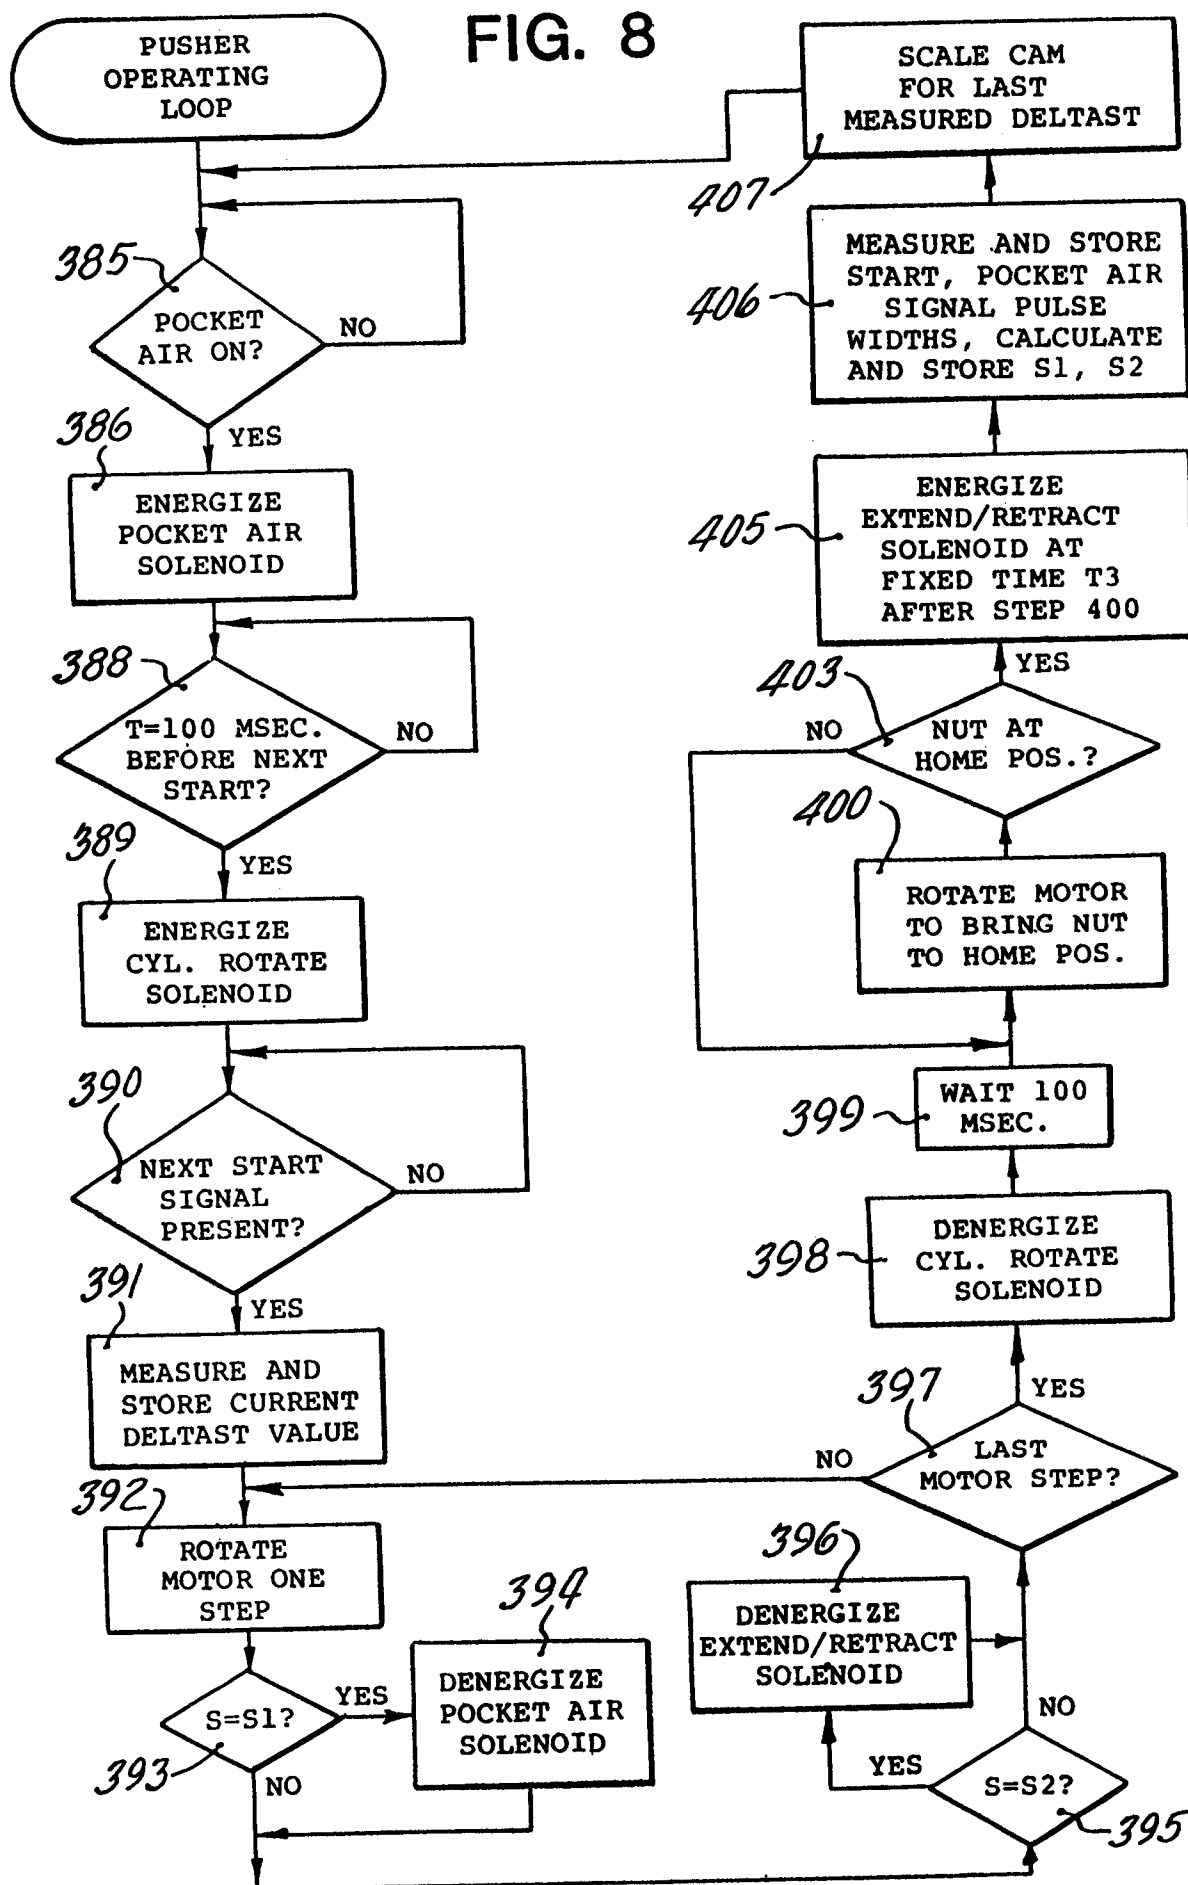 FIG. 8
PUSHER
OPERATING
LOOP
385
POCKET
AIR ON?
NO
YES
386
ENERGIZE
POCKET AIR
SOLENOID
388
T=100 MSEC.
BEFORE NEXT
START?
NO
YES
389
ENERGIZE
CYL. ROTATE
SOLENOID
390
NEXT START
SIGNAL
PRESENT?
NO
YES
391
MEASURE AND
STORE CURRENT
DELTAST VALUE
392
ROTATE
MOTOR ONE
STEP
S=S1?
393
YES
NO
394
DENERGIZE
POCKET AIR
SOLENOID
S=S2?
395
YES
NO
396
DENERGIZE
EXTEND/RETRACT
SOLENOID
397
LAST
MOTOR STEP?
NO
YES
398
DENERGIZE
CYL. ROTATE
SOLENOID
399
WAIT 100
MSEC.
400
ROTATE MOTOR
TO BRING NUT
TO HOME POS.
403
NUT AT
HOME POS.?
NO
YES
405
ENERGIZE
EXTEND/RETRACT
SOLENOID AT
FIXED TIME T3
AFTER STEP 400
406
MEASURE AND STORE
START, POCKET AIR
SIGNAL PULSE
WIDTHS, CALCULATE
AND STORE S1, S2
407
SCALE CAM
FOR LAST
MEASURED DELTAST